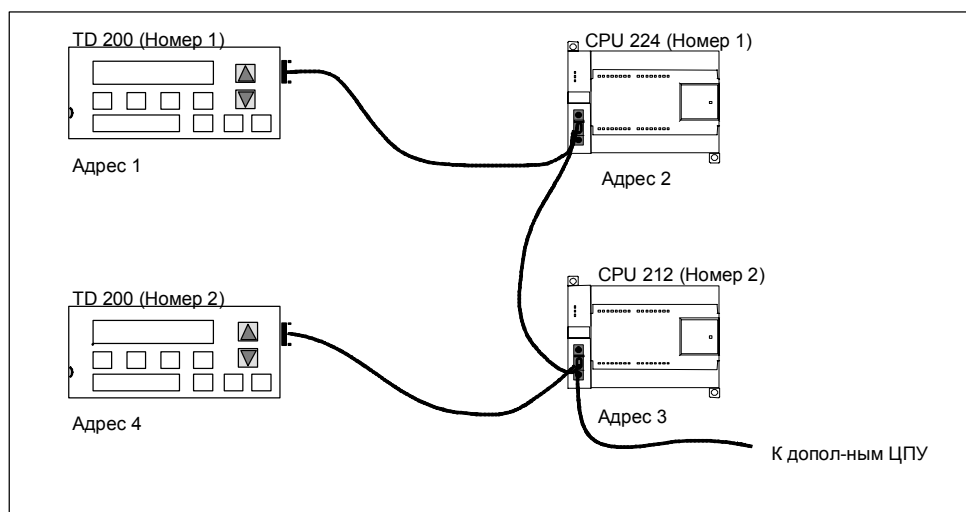 TD 200 (Номер 1)
CPU 224 (Номер 1)
Адрес 1
Адрес 2
TD 200 (Номер 2)
CPU 212 (Номер 2)
Адрес 4
Адрес 3
К допол-ным ЦПУ